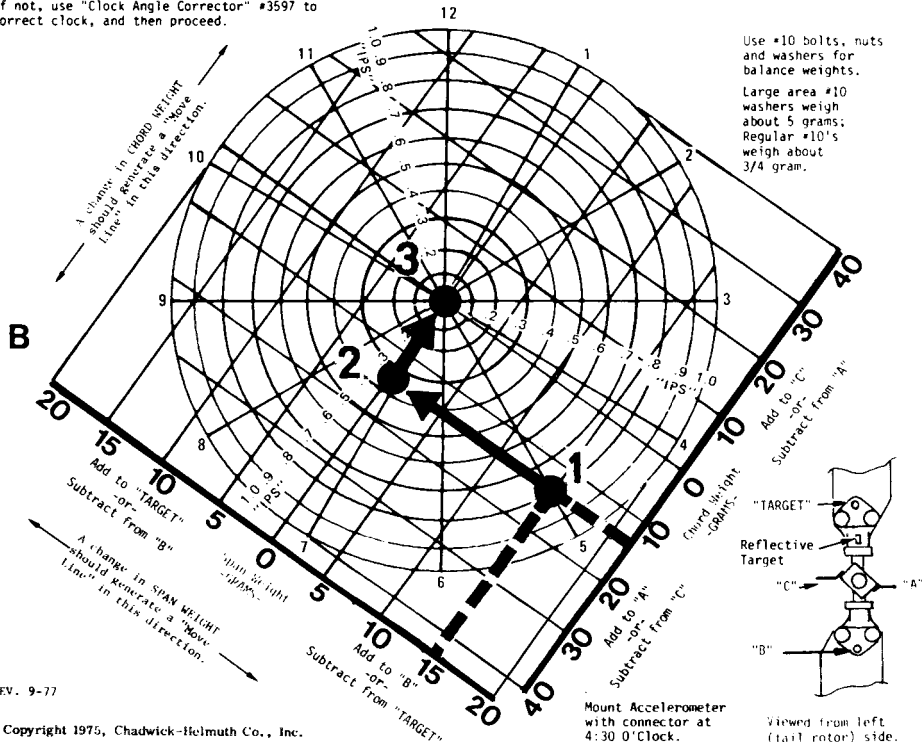 f not, use "Clock Angle Corrector" #3597 to
orrect clock, and then proceed.
Use #10 bolts, nuts
and washers for
balance weights.
Large area #10
washers weigh
about 5 grams;
Regular #10's
weigh about
3/4 gram.
A change in CHORD WEIGHT
should generate a "Move
Line" in this direction.
12
1
2
3
4
5
6
7
8
9
10
11
1.0 .9 .8 .7 .6 .5 .4 .3 .2
"IPS"
.2 .3 .4 .5 .6 .7 .8 .9 1.0
"IPS"
1.0 .9 .8 .7 .6 .5
"IPS"
3
2
1
B
20
15
10
5
0
5
10
15
20
Add to "TARGET"
-or-
Subtract from "B"
Span Weight
-GRAMS-
Add to "B"
-or-
Subtract from "TARGET"
A change in SPAN WEIGHT
should generate a "Move
Line" in this direction.
40
30
20
10
0
10
20
30
40
Add to "C"
-or-
Subtract from "A"
Chord Weight
-GRAMS-
Add to "A"
-or-
Subtract from "C"
"TARGET"
Reflective
Target
"C"
"A"
"B"
Mount Accelerometer
with connector at
4:30 O'Clock.
Viewed from left
(tail rotor) side.
EV. 9-77
Copyright 1975, Chadwick-Helmuth Co., Inc.